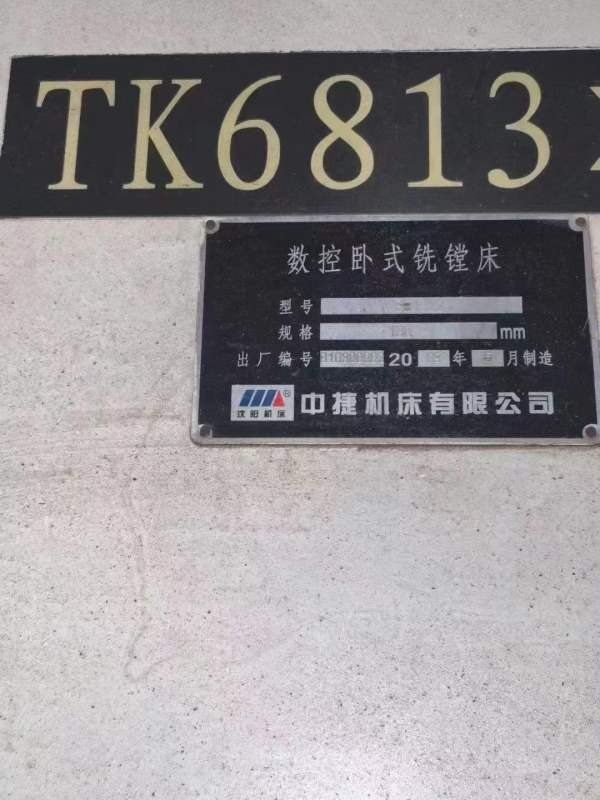 TK6813
数控卧式铣镗床
型号
规格 mm
出厂编号 20 年 月制造
沈阳机床 ® 中捷机床有限公司